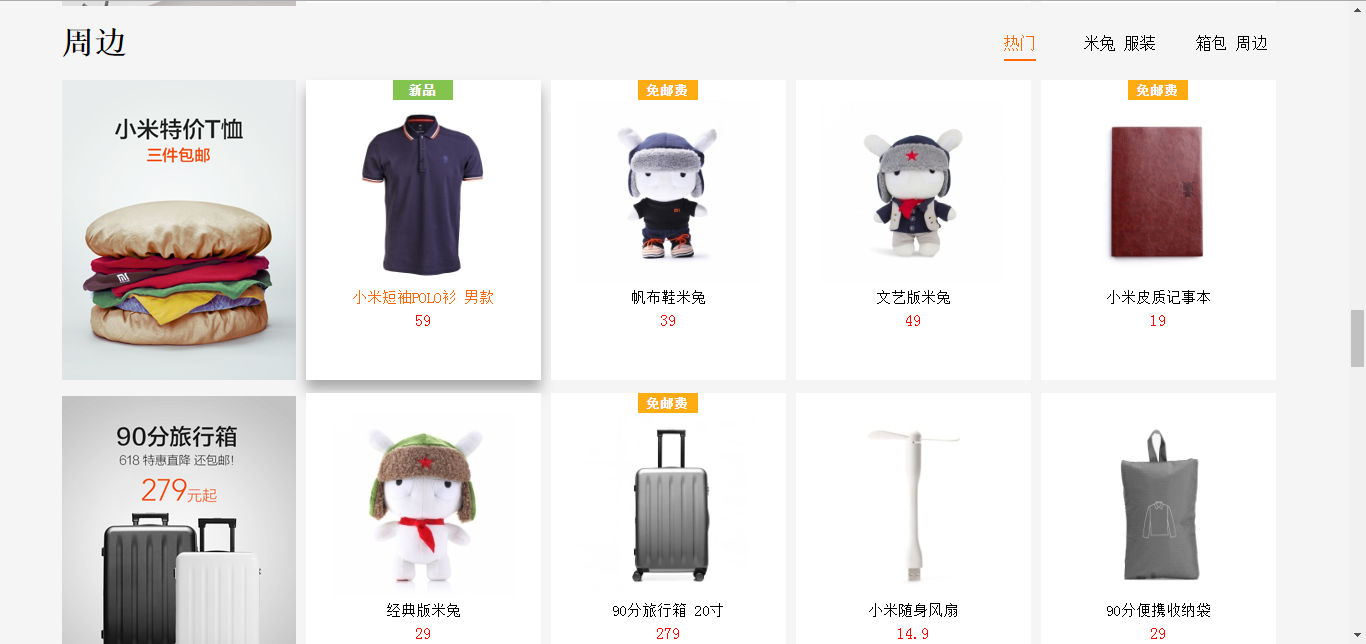 周边
热门 米兔 服装 箱包 周边
小米特价T恤
三件包邮
新品
小米短袖POLO衫 男款
59
免邮费
帆布鞋米兔
39
文艺版米兔
49
免邮费
小米皮质记事本
19
90分旅行箱
618 特惠直降 还包邮!
279元起
经典版米兔
29
免邮费
90分旅行箱 20寸
279
小米随身风扇
14.9
90分便携收纳袋
29